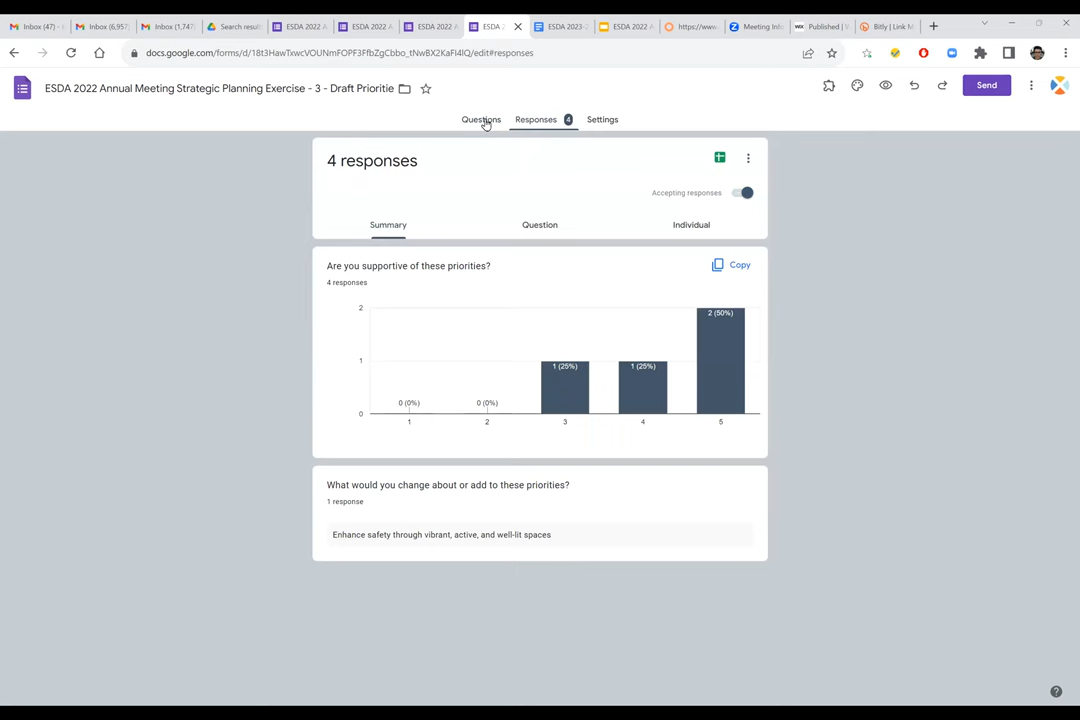 Inbox (47) - s
Inbox (6,957
Inbox (1,747
Search result
ESDA 2022 A
ESDA 2022 A
ESDA 2022 A
ESDA 2
ESDA 2023-2
ESDA 2022 A
https://www
Meeting Info
Published | W
Bitly | Link M
docs.google.com/forms/d/18t3HawTxwcVOUNmFOPF3FfbZgCbbo_tNwBX2KaFl4lQ/edit#responses
ESDA 2022 Annual Meeting Strategic Planning Exercise - 3 - Draft Prioritie
Send
Questions
Responses 4
Settings
4 responses
Accepting responses
Summary
Question
Individual
Are you supportive of these priorities?
Copy
4 responses
2
1
0
0 (0%)
0 (0%)
1 (25%)
1 (25%)
2 (50%)
1
2
3
4
5
What would you change about or add to these priorities?
1 response
Enhance safety through vibrant, active, and well-lit spaces